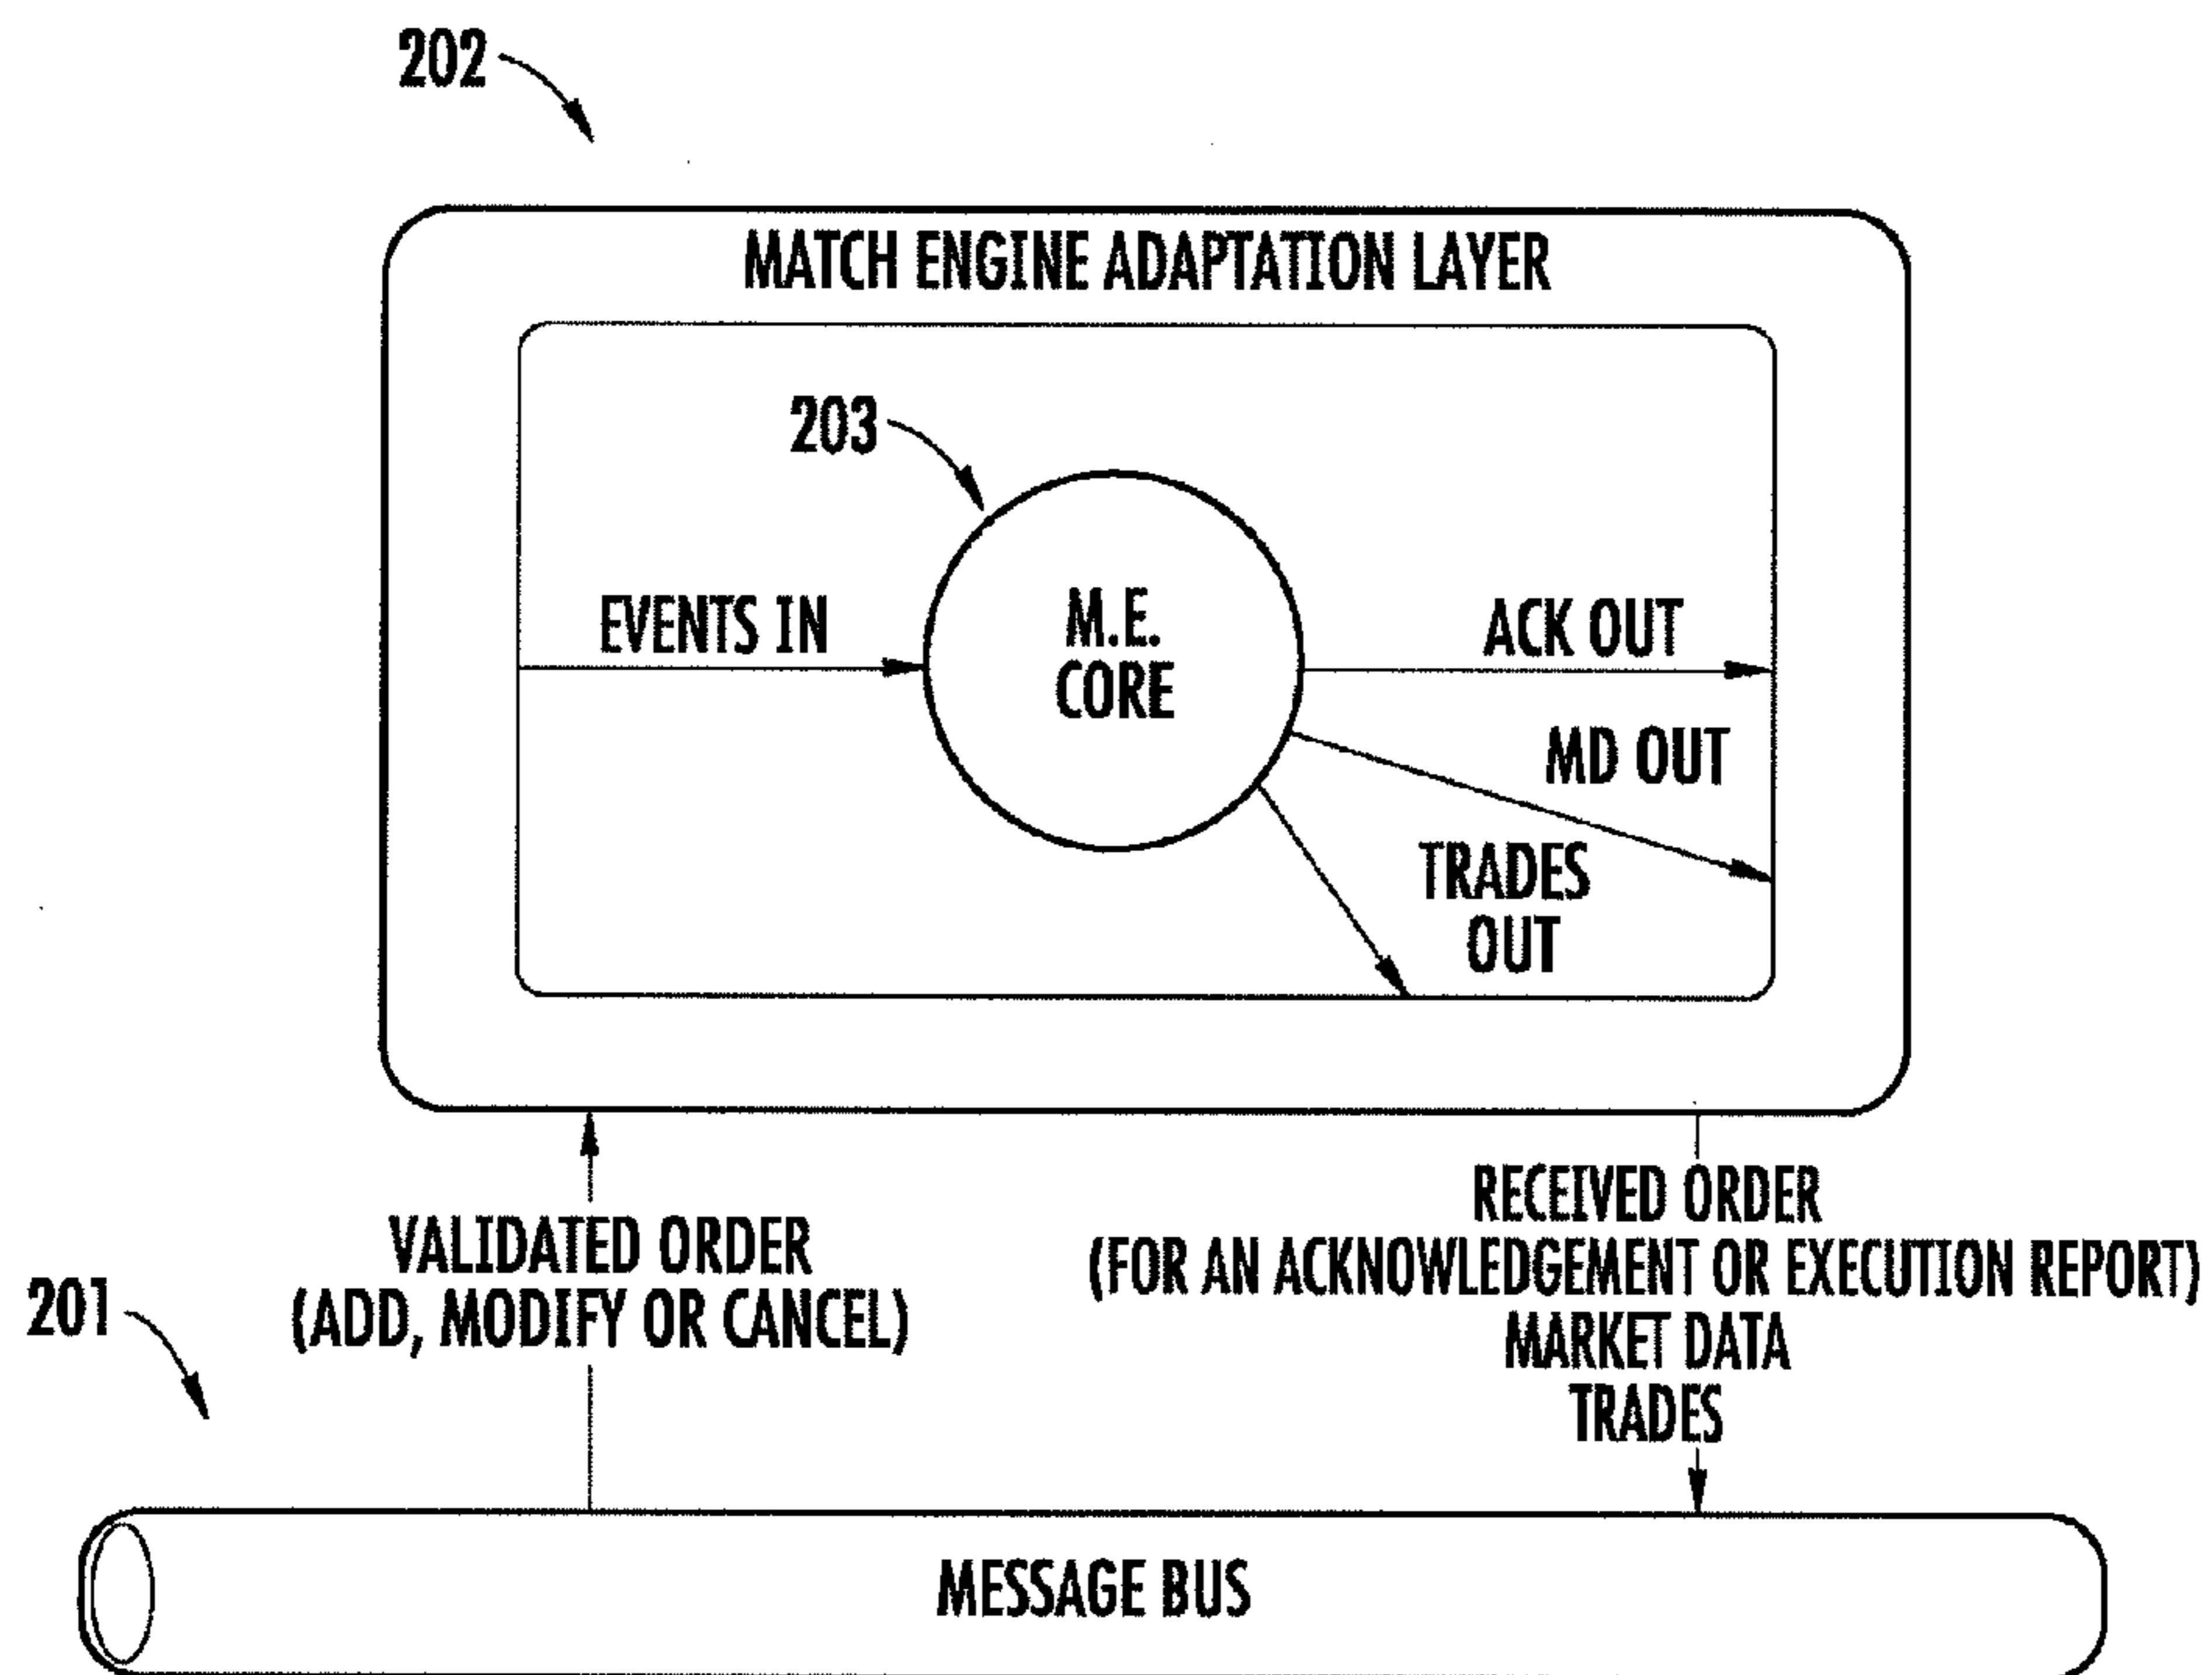 202
MATCH ENGINE ADAPTATION LAYER
203
EVENTS IN
M.E.
CORE
ACK OUT
MD OUT
TRADES
OUT
RECEIVED ORDER
(FOR AN ACKNOWLEDGEMENT OR EXECUTION REPORT)
MARKET DATA
TRADES
VALIDATED ORDER
(ADD, MODIFY OR CANCEL)
201
MESSAGE BUS